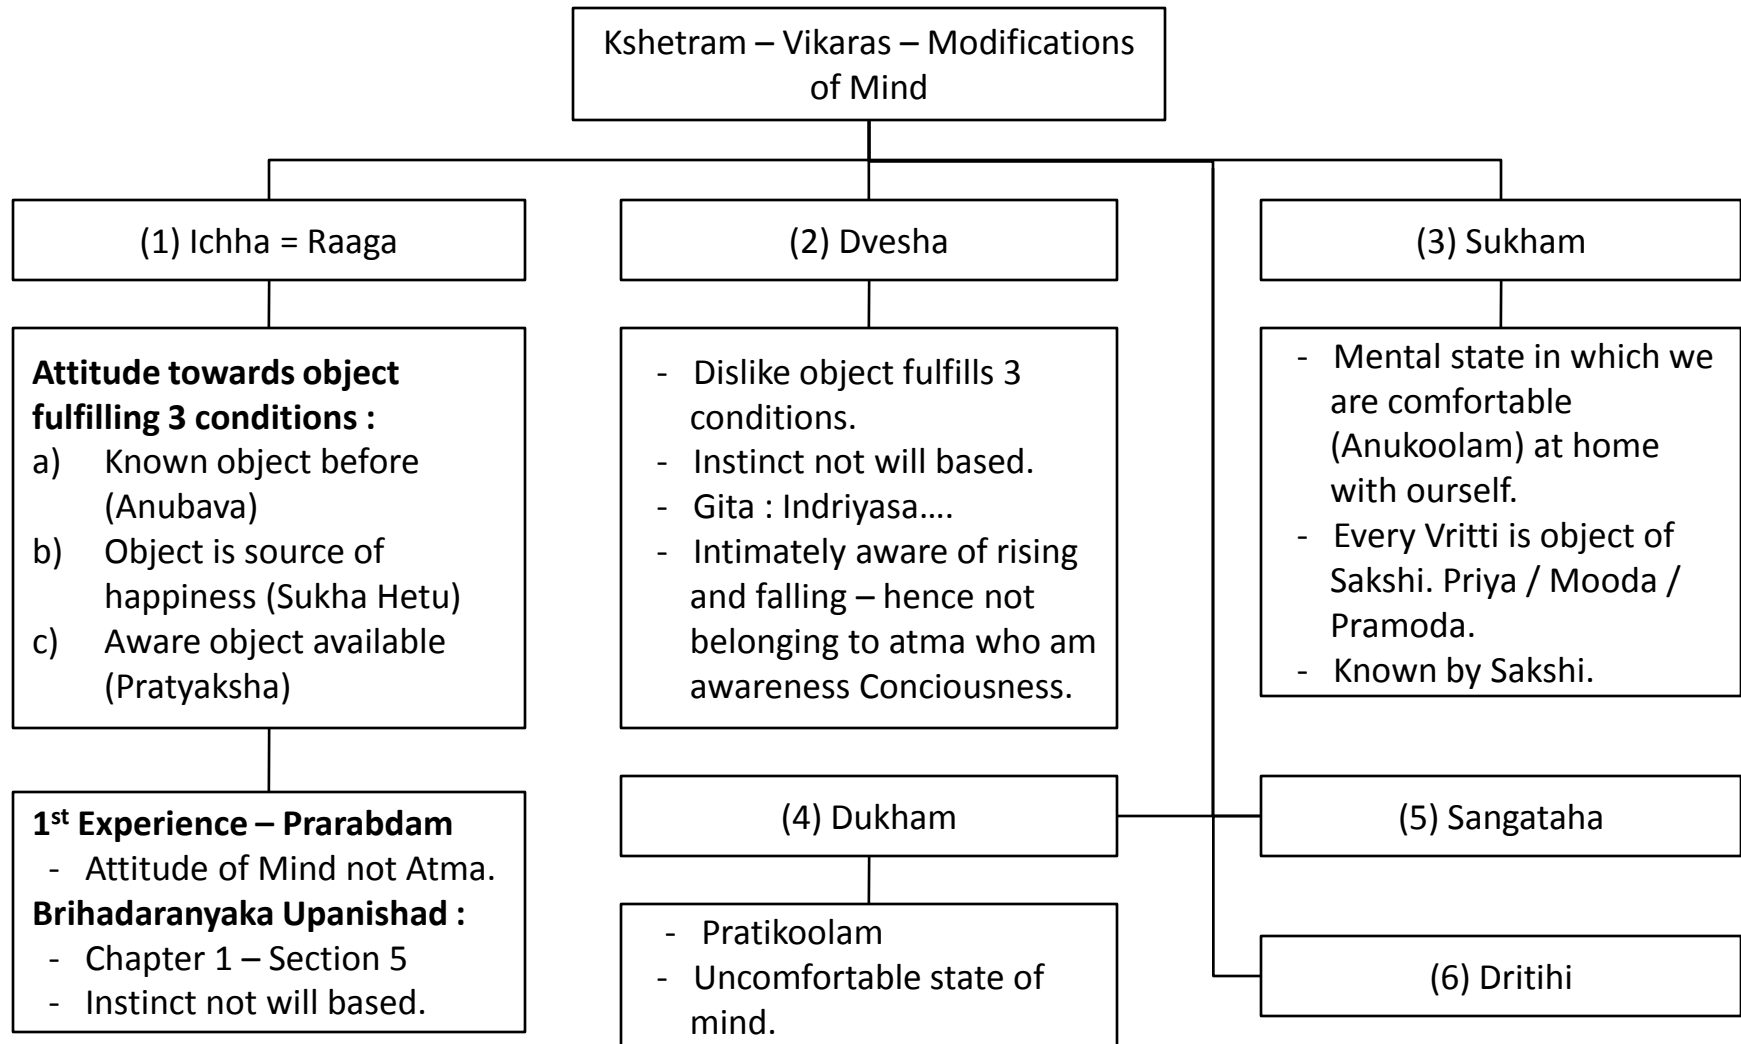 Kshetram – Vikaras – Modifications
of Mind
(1) Ichha = Raaga
(2) Dvesha
(3) Sukham
Attitude towards object
fulfilling 3 conditions :
a) Known object before
(Anubava)
b) Object is source of
happiness (Sukha Hetu)
c) Aware object available
(Pratyaksha)
- Dislike object fulfills 3
conditions.
- Instinct not will based.
- Gita : Indriyasa....
- Intimately aware of rising
and falling – hence not
belonging to atma who am
awareness Conciousness.
- Mental state in which we
are comfortable
(Anukoolam) at home
with ourself.
- Every Vritti is object of
Sakshi. Priya / Mooda /
Pramoda.
- Known by Sakshi.
1st Experience – Prarabdam
- Attitude of Mind not Atma.
Brihadaranyaka Upanishad :
- Chapter 1 – Section 5
- Instinct not will based.
(4) Dukham
- Pratikoolam
- Uncomfortable state of
mind.
(5) Sangataha
(6) Dritihi